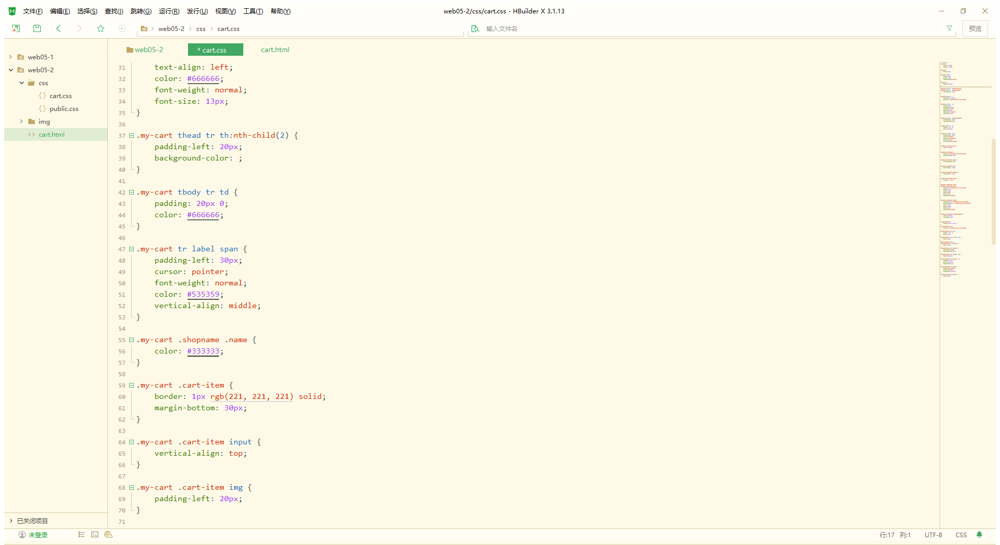 文件(F) 编辑(E) 选择(S) 查找(I) 跳转(G) 运行(R) 发行(U) 视图(V) 工具(T) 帮助(Y) web05-2/css/cart.css - HBuilder X 3.1.13
web05-2 css cart.css 输入文件名 预览
web05-1
web05-2
css
cart.css
public.css
img
cart.html
已关闭项目
web05-2 * cart.css cart.html
31 text-align: left;
32 color: #666666;
33 font-weight: normal;
34 font-size: 13px;
35 }
36
37 .my-cart thead tr th:nth-child(2) {
38 padding-left: 20px;
39 background-color: ;
40 }
41
42 .my-cart tbody tr td {
43 padding: 20px 0;
44 color: #666666;
45 }
46
47 .my-cart tr label span {
48 padding-left: 30px;
49 cursor: pointer;
50 font-weight: normal;
51 color: #535359;
52 vertical-align: middle;
53 }
54
55 .my-cart .shopname .name {
56 color: #333333;
57 }
58
59 .my-cart .cart-item {
60 border: 1px rgb(221, 221, 221) solid;
61 margin-bottom: 30px;
62 }
63
64 .my-cart .cart-item input {
65 vertical-align: top;
66 }
67
68 .my-cart .cart-item img {
69 padding-left: 20px;
70 }
71
未登录 行:17 列:1 UTF-8 CSS